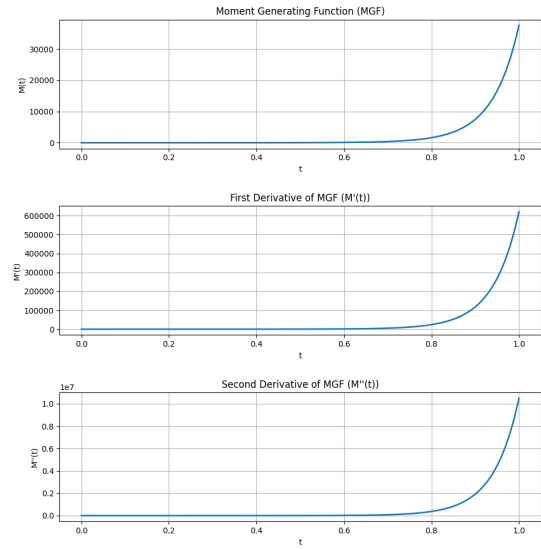 Moment Generating Function (MGF)
30000
20000
10000
0
M(t)
0.0 0.2 0.4 0.6 0.8 1.0
t
First Derivative of MGF (M'(t))
600000
500000
400000
300000
200000
100000
0
M'(t)
0.0 0.2 0.4 0.6 0.8 1.0
t
Second Derivative of MGF (M''(t))
1e7
1.0
0.8
0.6
0.4
0.2
0.0
M''(t)
0.0 0.2 0.4 0.6 0.8 1.0
t